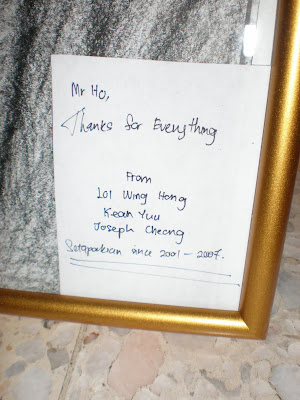 Mr Ho,
Thanks for Everything
From
Loi Wing Hong
Kean Yuu
Joseph Cheong
Setapakian since 2001 - 2007.